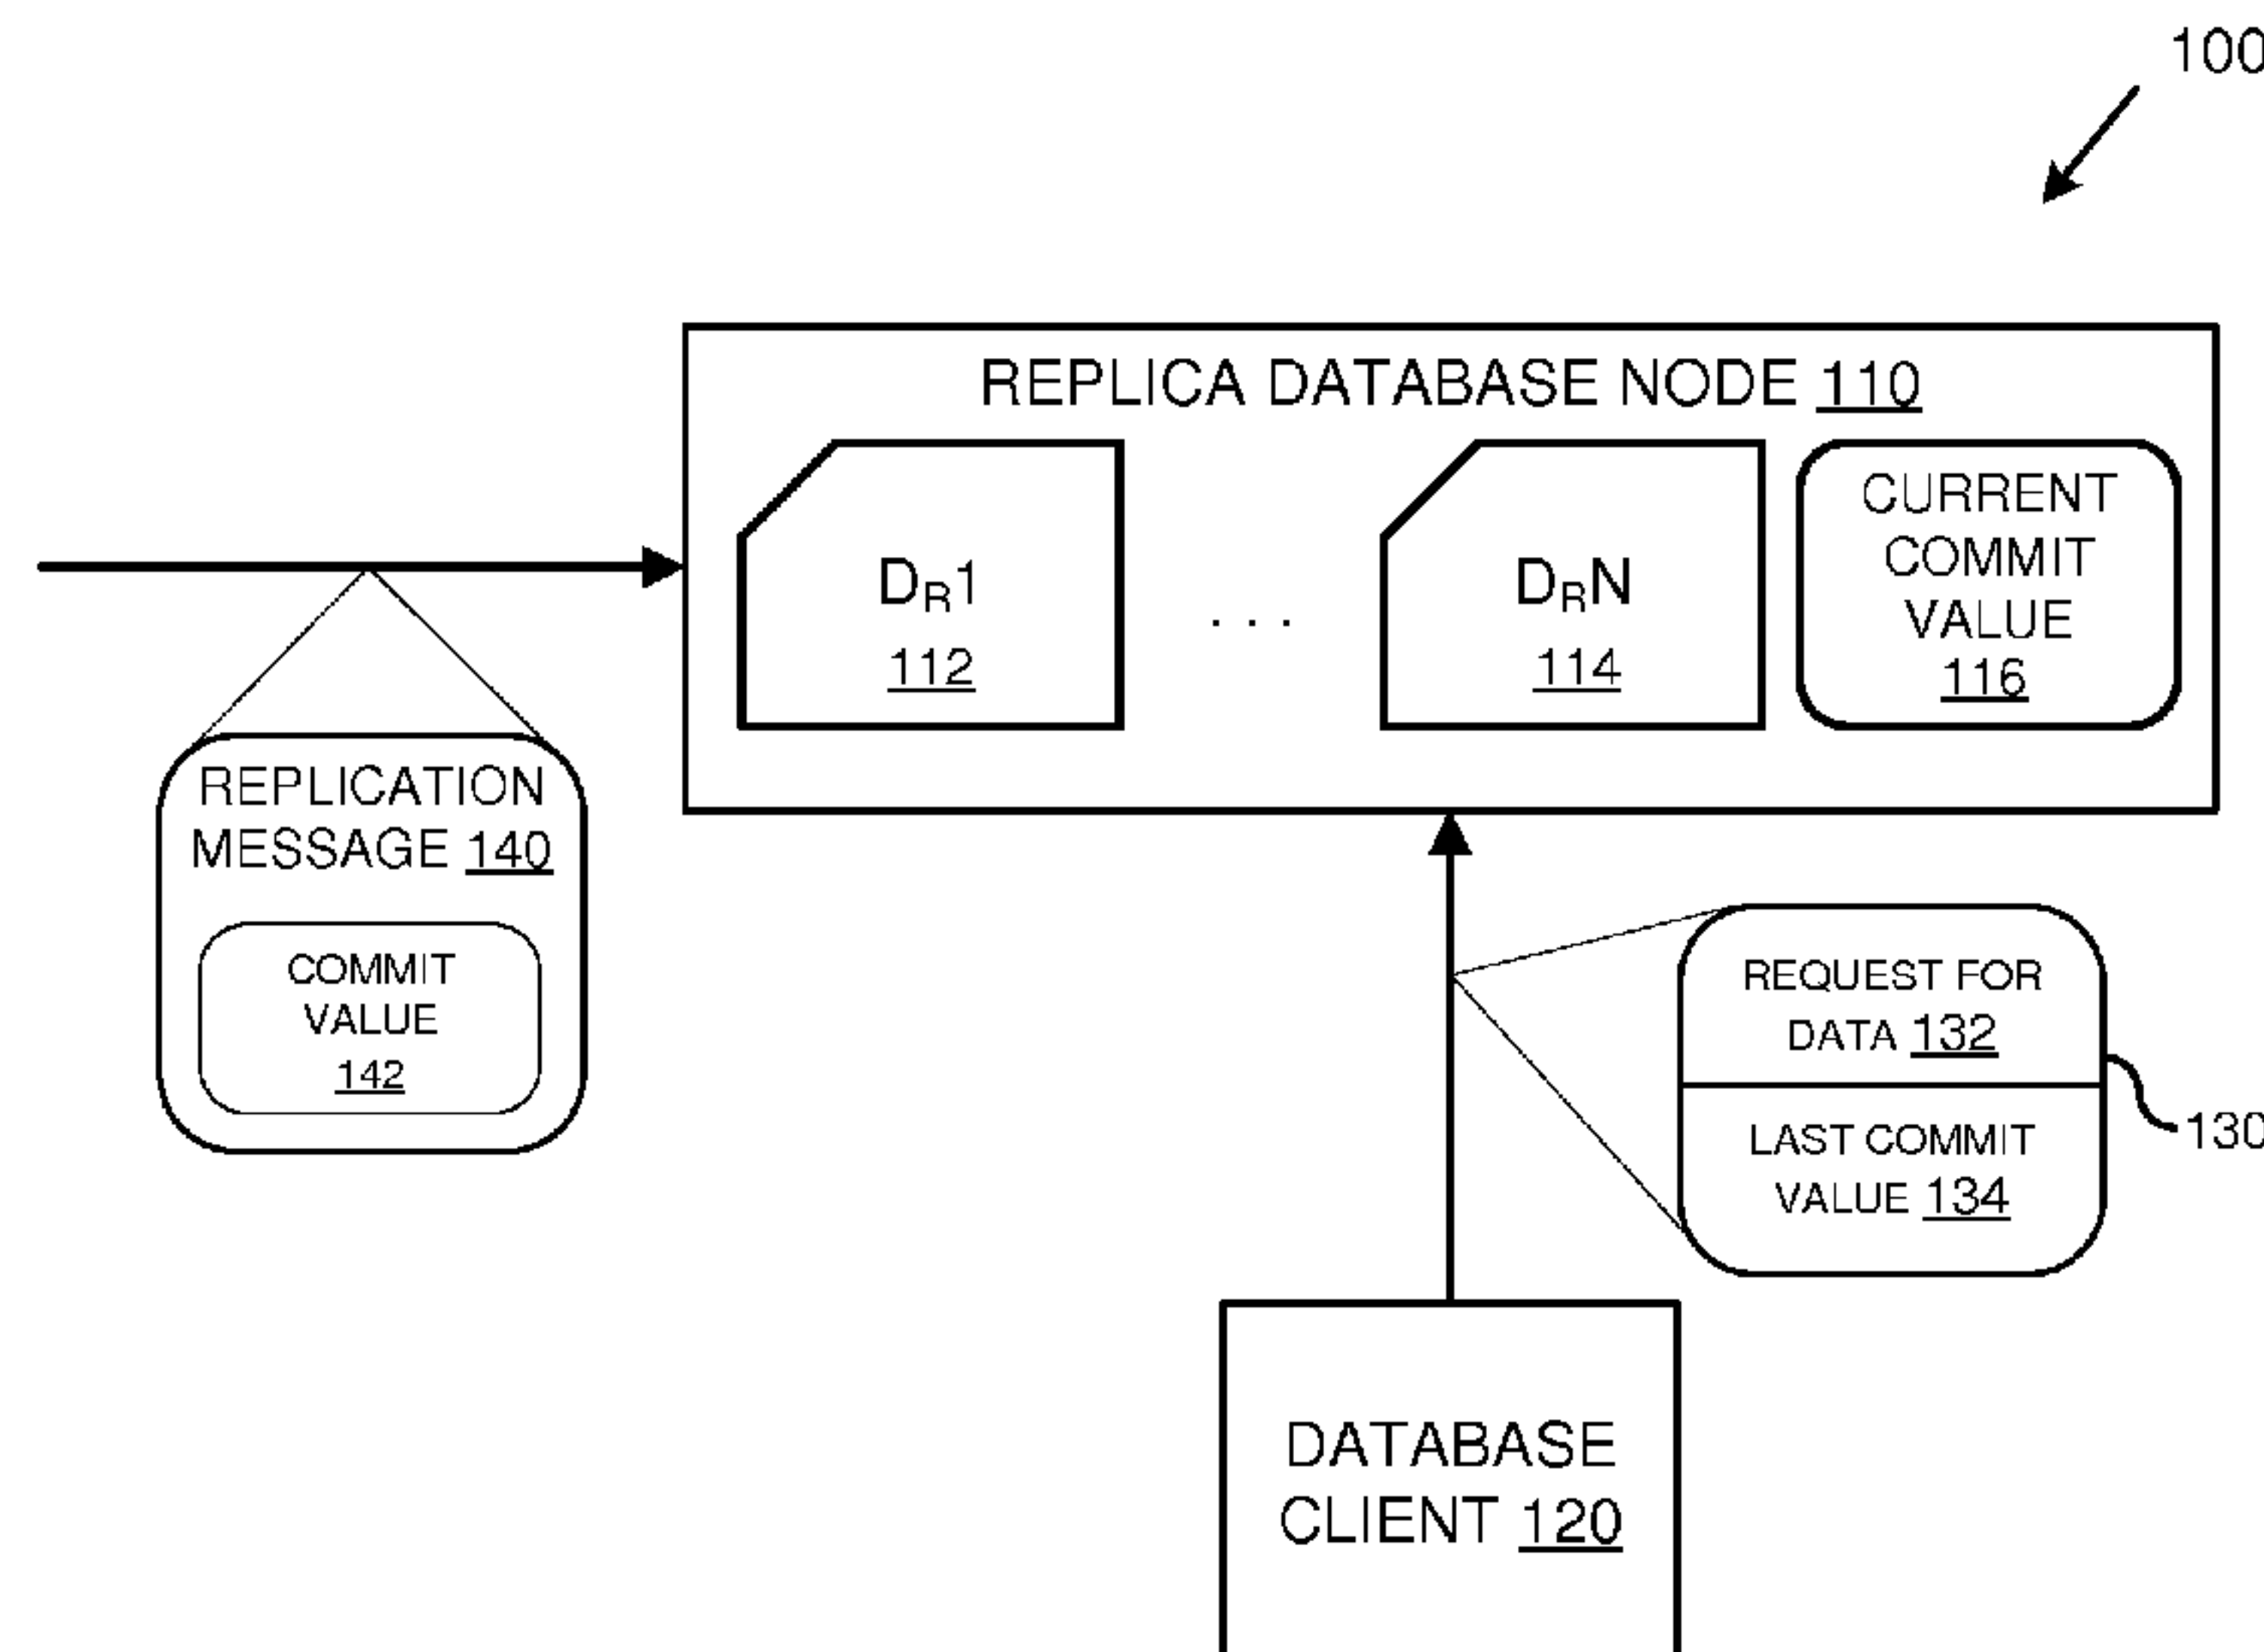 100
REPLICA DATABASE NODE 110
DR1
112
. . .
DRN
114
CURRENT
COMMIT
VALUE
116
REPLICATION
MESSAGE 140
COMMIT
VALUE
142
REQUEST FOR
DATA 132
LAST COMMIT
VALUE 134
130
DATABASE
CLIENT 120